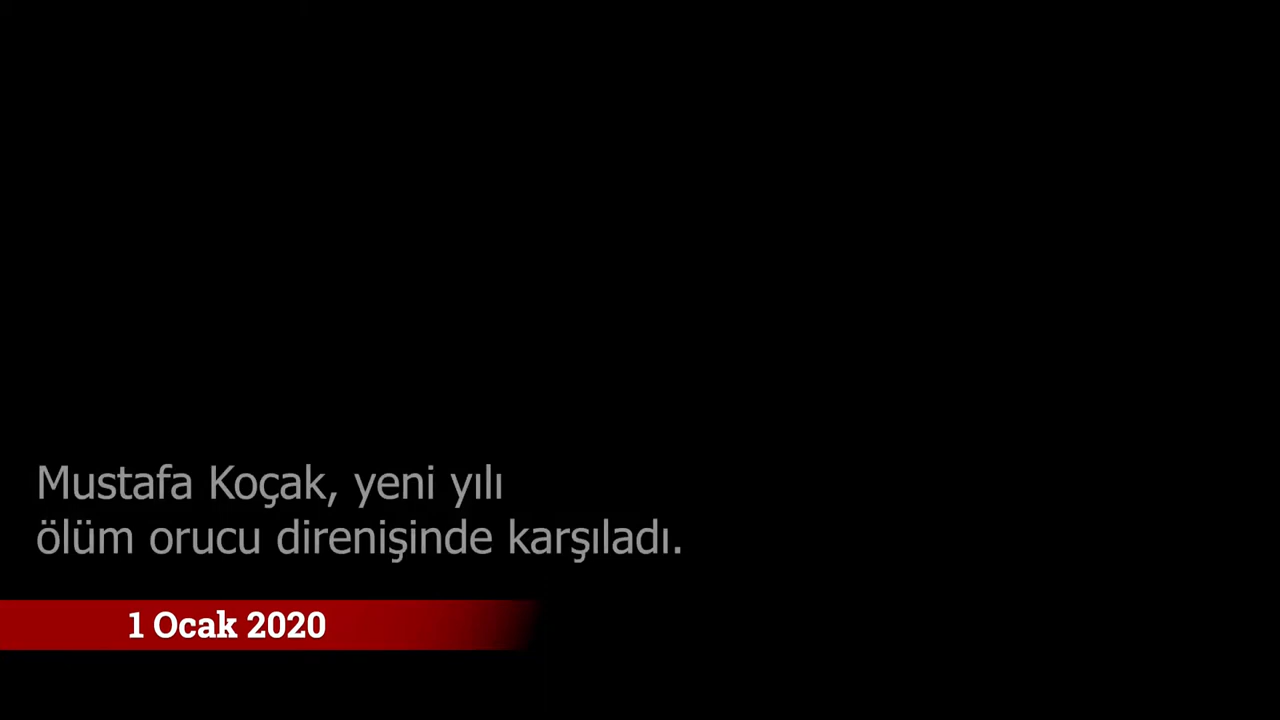 Mustafa Koçak, yeni yılı
ölüm orucu direnişinde karşıladı.
1 Ocak 2020